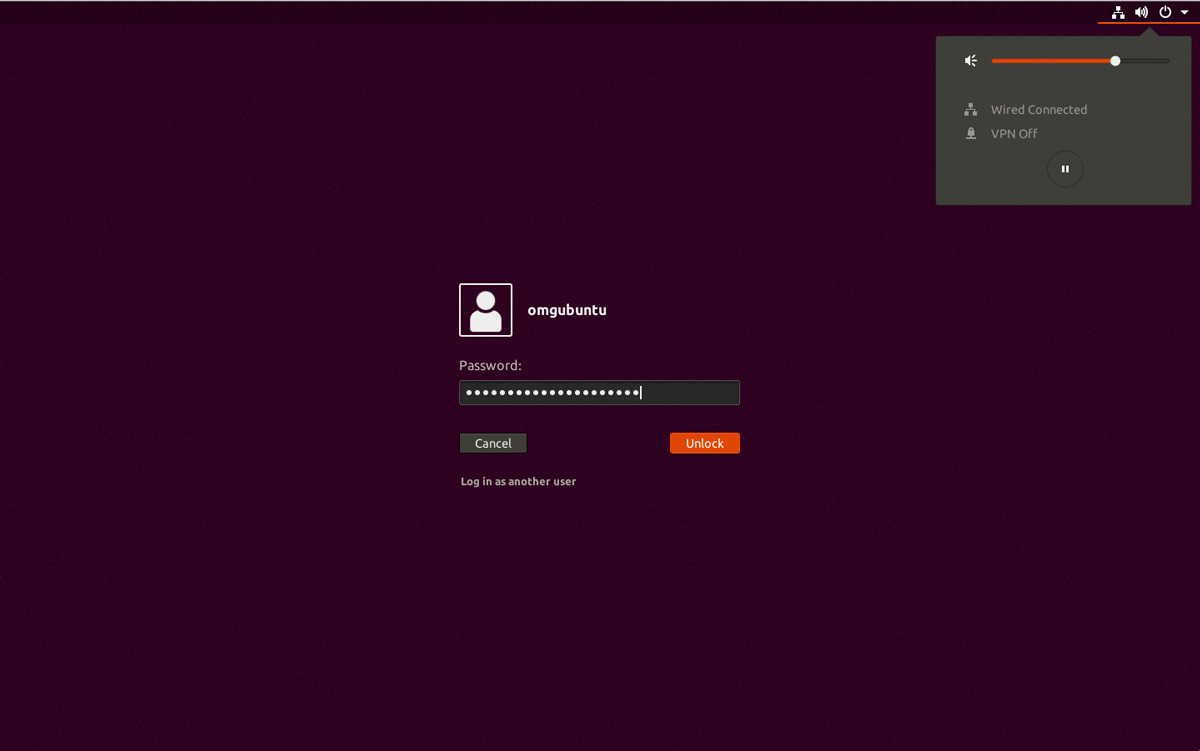 Wired Connected
VPN Off
omgubuntu
Password:
●●●●●●●●●●●●●●●●●●●●●
Cancel
Unlock
Log in as another user